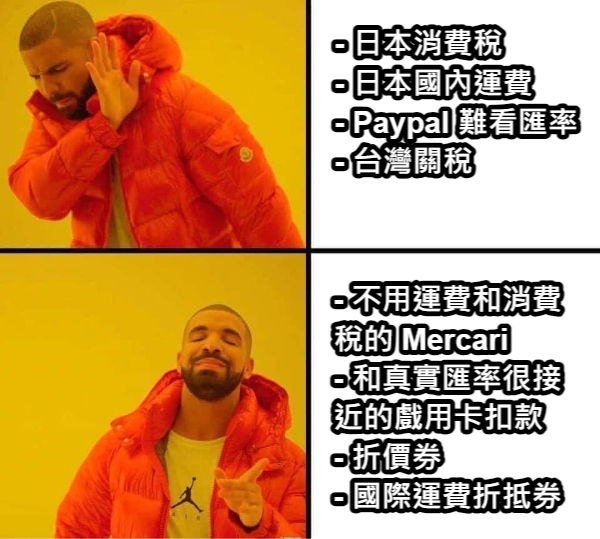 - 日本消費稅
- 日本國內運費
- Paypal 難看匯率
- 台灣關稅
- 不用運費和消費
稅的 Mercari
- 和真實匯率很接
近的戲用卡扣款
- 折價券
- 國際運費折抵券